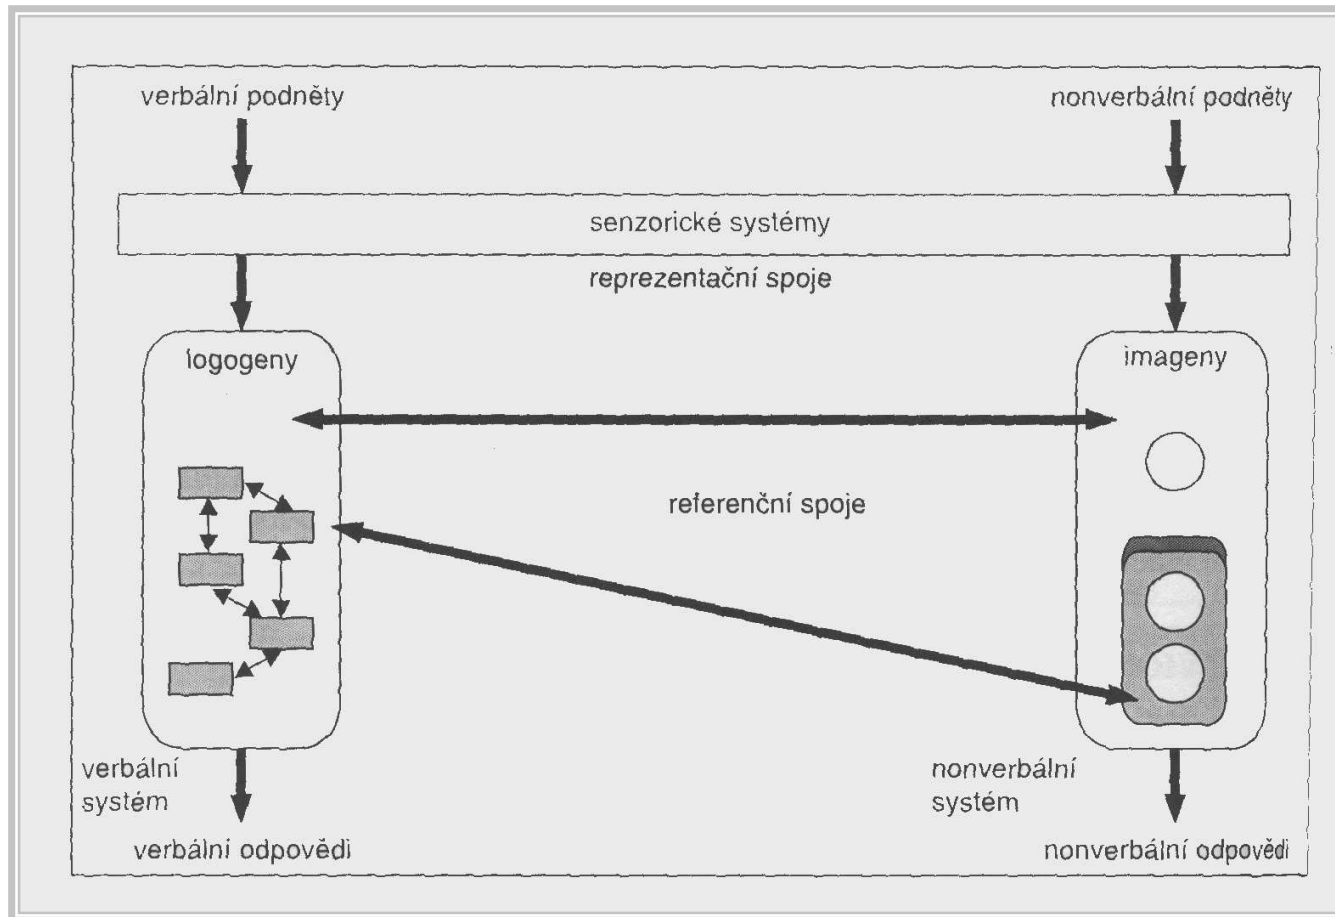 verbální podněty
nonverbální podněty
senzorické systémy
reprezentační spoje
logogeny
imageny
referenční spoje
verbální
systém
nonverbální
systém
verbální odpovědi
nonverbální odpovědi